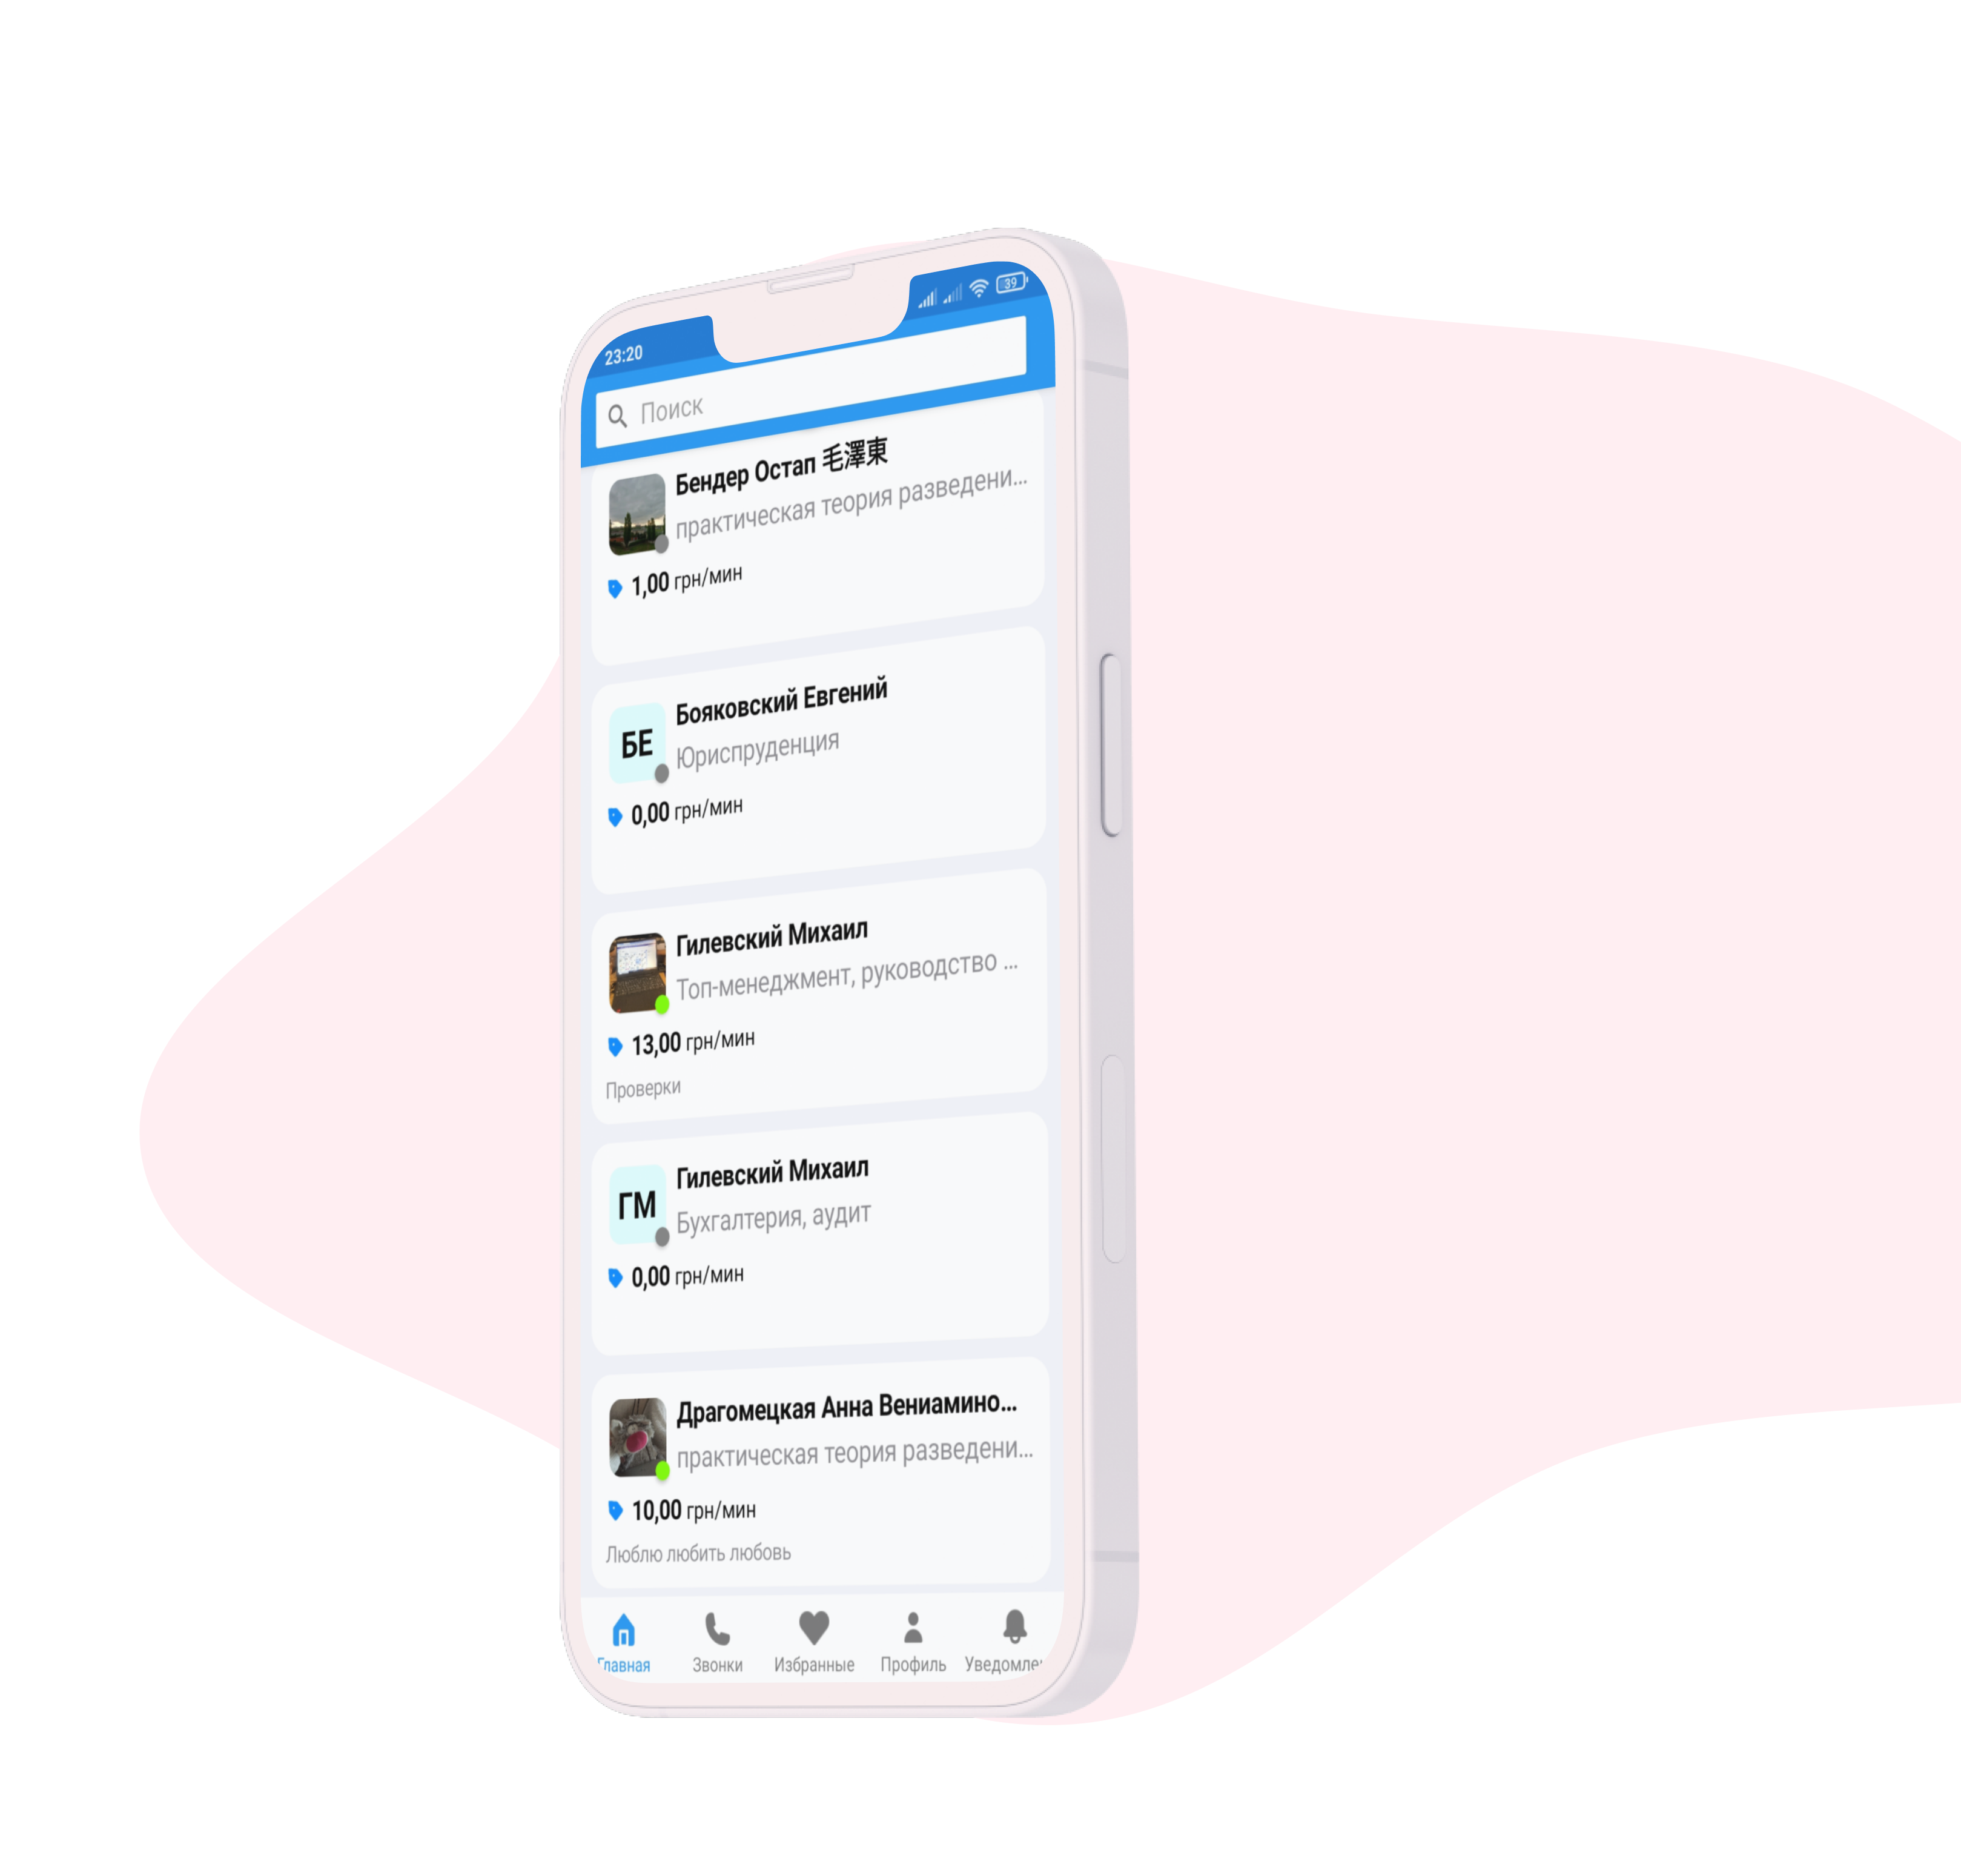 23:20
39
Поиск
Бендер Остап 毛澤東
практическая теория разведени...
1,00 грн/мин
БЕ
Бояковский Евгений
Юриспруденция
0,00 грн/мин
Гилевский Михаил
Топ-менеджмент, руководство ...
13,00 грн/мин
Проверки
ГМ
Гилевский Михаил
Бухгалтерия, аудит
0,00 грн/мин
Драгомецкая Анна Вениамино...
практическая теория разведени...
10,00 грн/мин
Люблю любить любовь
Главная Звонки Избранные Профиль Уведомлен